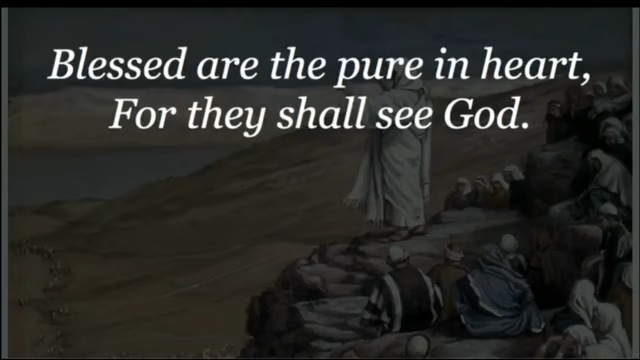 Blessed are the pure in heart,
For they shall see God.